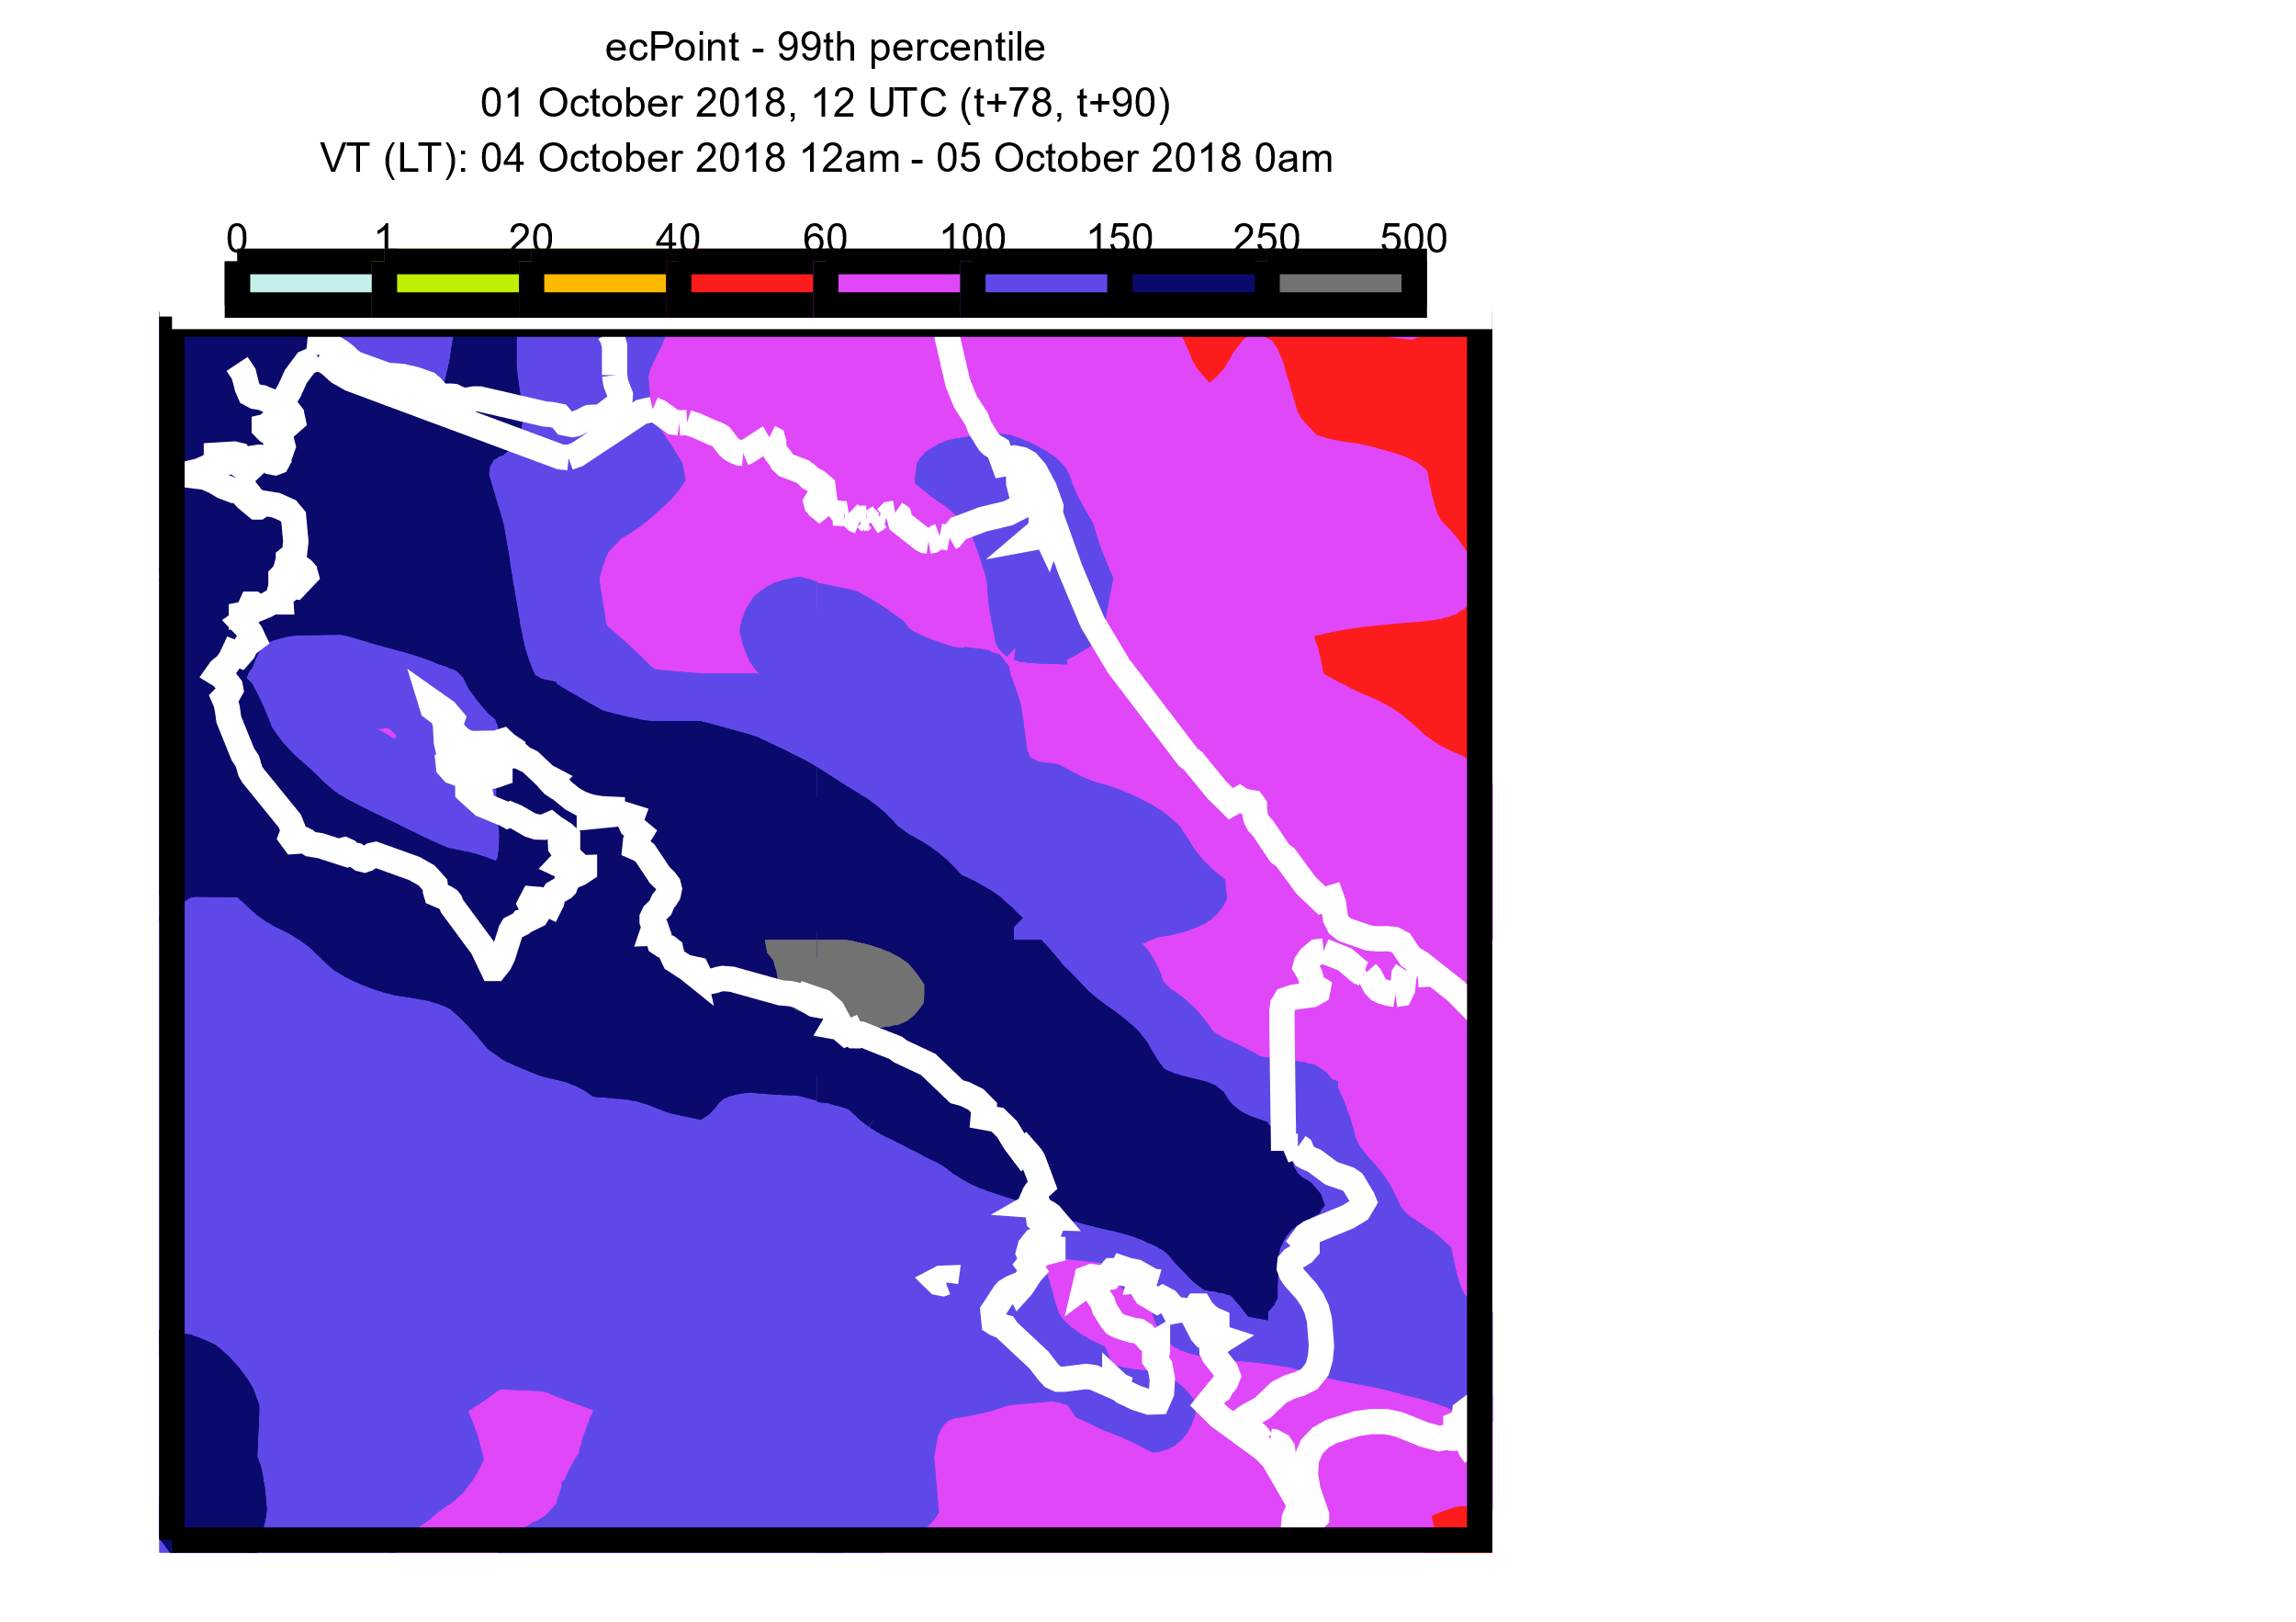 ecPoint - 99th percentile
01 October 2018, 12 UTC (t+78, t+90)
VT (LT): 04 October 2018 12am - 05 October 2018 0am
0 1 20 40 60 100 150 250 500